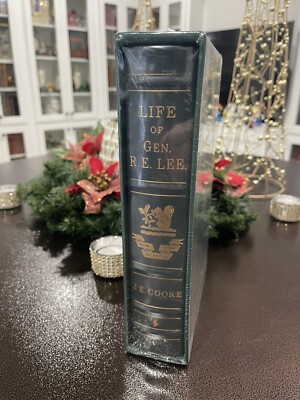 LIFE
OF
GEN.
R. E. LEE.
J. E. COOKE